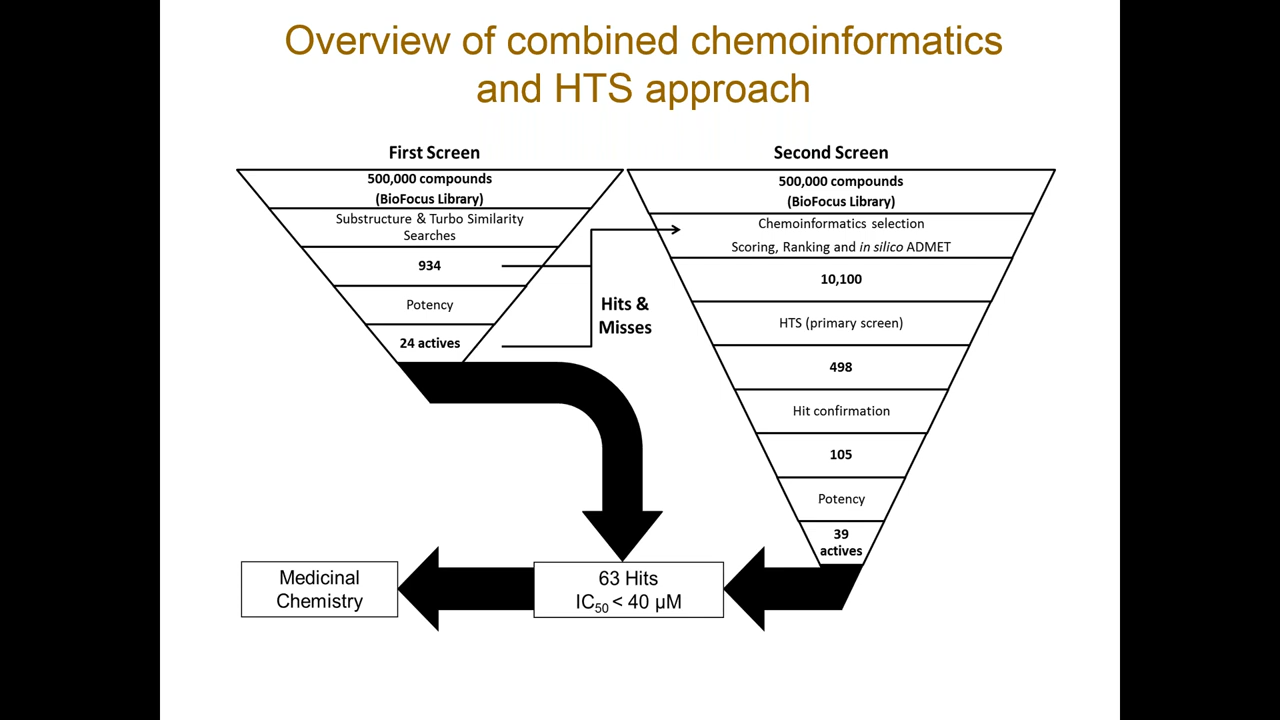 Overview of combined chemoinformatics
and HTS approach
First Screen
500,000 compounds
(BioFocus Library)
Substructure & Turbo Similarity
Searches
934
Potency
24 actives
Hits &
Misses
Second Screen
500,000 compounds
(BioFocus Library)
Chemoinformatics selection
Scoring, Ranking and in silico ADMET
10,100
HTS (primary screen)
498
Hit confirmation
105
Potency
39
actives
63 Hits
IC50 < 40 μM
Medicinal
Chemistry